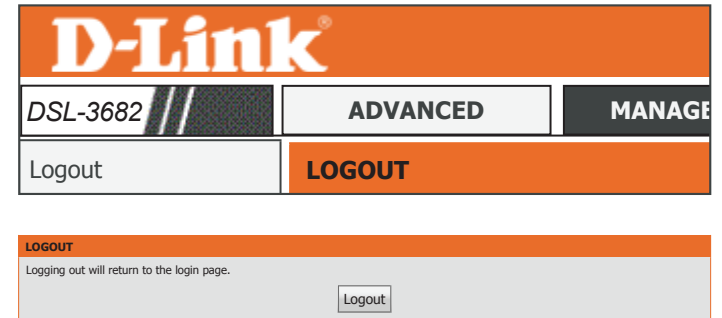 D-Link®
DSL-3682 ADVANCED MANAGE
Logout LOGOUT
LOGOUT
Logging out will return to the login page.
Logout